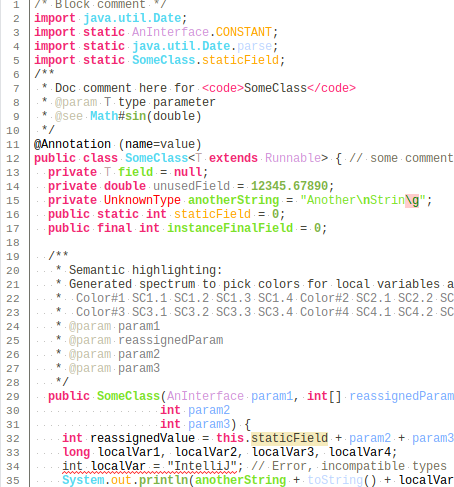 1 /* Block comment */
2 import java.util.Date;
3 import static AnInterface.CONSTANT;
4 import static java.util.Date.parse;
5 import static SomeClass.staticField;
6 /**
7 * Doc comment here for <code>SomeClass</code>
8 * @param T type parameter
9 * @see Math#sin(double)
10 */
11 @Annotation (name=value)
12 public class SomeClass<T extends Runnable> { // some comment
13 private T field = null;
14 private double unusedField = 12345.67890;
15 private UnknownType anotherString = "Another\nStrin\g";
16 public static int staticField = 0;
17 public final int instanceFinalField = 0;
18
19 /**
20 * Semantic highlighting:
21 * Generated spectrum to pick colors for local variables a
22 * Color#1 SC1.1 SC1.2 SC1.3 SC1.4 Color#2 SC2.1 SC2.2 SC
23 * Color#3 SC3.1 SC3.2 SC3.3 SC3.4 Color#4 SC4.1 SC4.2 SC
24 * @param param1
25 * @param reassignedParam
26 * @param param2
27 * @param param3
28 */
29 public SomeClass(AnInterface param1, int[] reassignedParam
30 int param2
31 int param3) {
32 int reassignedValue = this.staticField + param2 + param3
33 long localVar1, localVar2, localVar3, localVar4;
34 int localVar = "IntelliJ"; // Error, incompatible types
35 System.out.println(anotherString + toString() + localVar